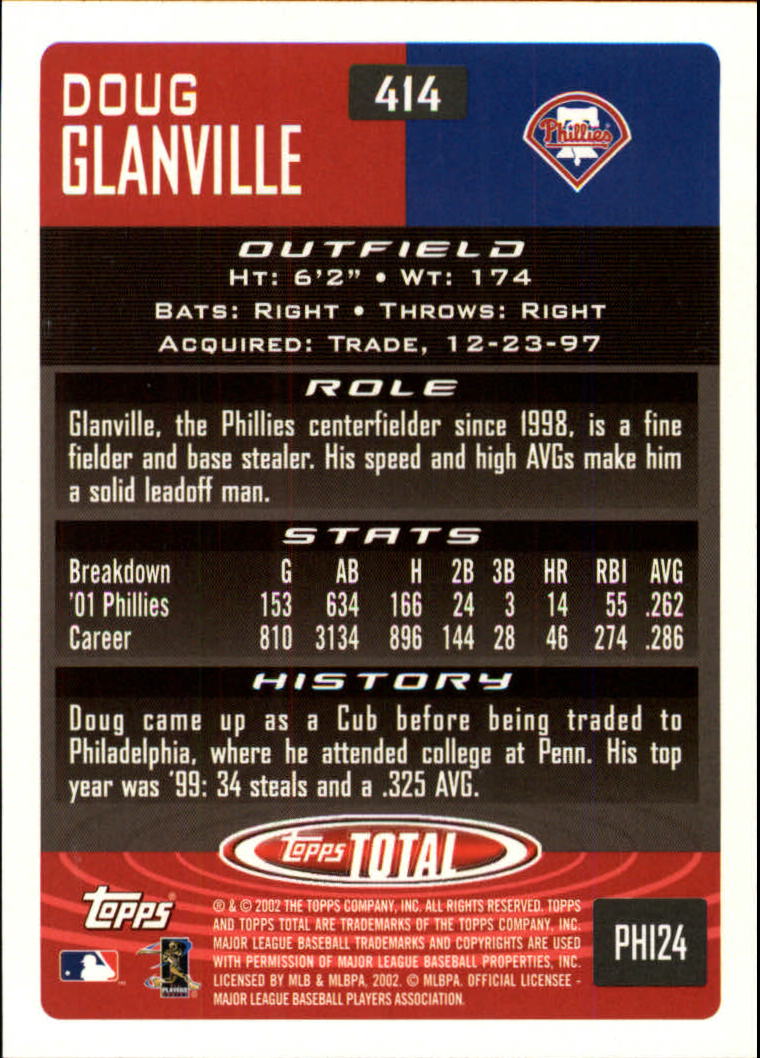 DOUG
GLANVILLE
414
Phillies
OUTFIELD
HT: 6'2" • WT: 174
BATS: RIGHT • THROWS: RIGHT
ACQUIRED: TRADE, 12-23-97
ROLE
Glanville, the Phillies centerfielder since 1998, is a fine
fielder and base stealer. His speed and high AVGs make him
a solid leadoff man.
STATS
Breakdown G AB H 2B 3B HR RBI AVG
'01 Phillies 153 634 166 24 3 14 55 .262
Career 810 3134 896 144 28 46 274 .286
HISTORY
Doug came up as a Cub before being traded to
Philadelphia, where he attended college at Penn. His top
year was '99: 34 steals and a .325 AVG.
Topps TOTAL
Topps
® & © 2002 THE TOPPS COMPANY, INC. ALL RIGHTS RESERVED. TOPPS
AND TOPPS TOTAL ARE TRADEMARKS OF THE TOPPS COMPANY, INC.
MAJOR LEAGUE BASEBALL TRADEMARKS AND COPYRIGHTS ARE USED
WITH PERMISSION OF MAJOR LEAGUE BASEBALL PROPERTIES, INC.
LICENSED BY MLB & MLBPA, 2002. © MLBPA. OFFICIAL LICENSEE -
MAJOR LEAGUE BASEBALL PLAYERS ASSOCIATION.
PHI24